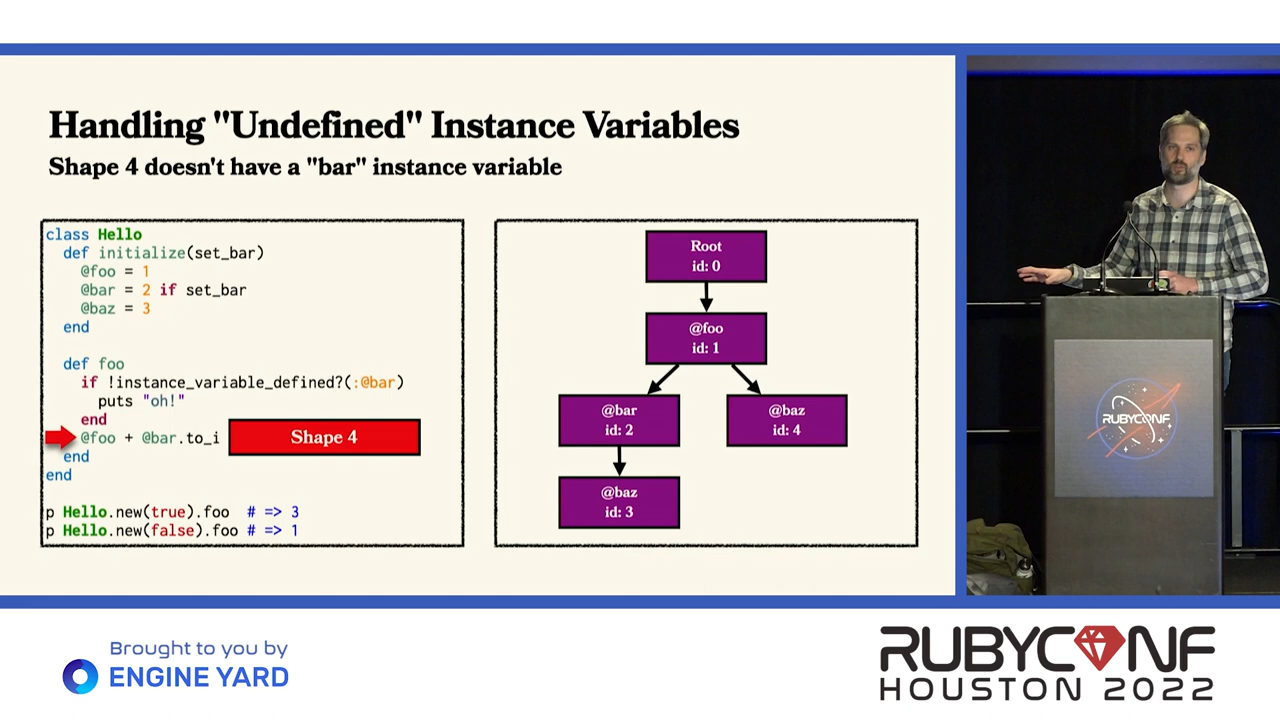 Handling "Undefined" Instance Variables
Shape 4 doesn't have a "bar" instance variable
class Hello
def initialize(set_bar)
@foo = 1
@bar = 2 if set_bar
@baz = 3
end
def foo
if !instance_variable_defined?(:@bar)
puts "oh!"
end
@foo + @bar.to_i
Shape 4
end
end
p Hello.new(true).foo # => 3
p Hello.new(false).foo # => 1
Root
id: 0
@foo
id: 1
@bar
id: 2
@baz
id: 4
@baz
id: 3
RUBYCONF
Brought to you by
ENGINE YARD
RUBYCONF
HOUSTON 2022